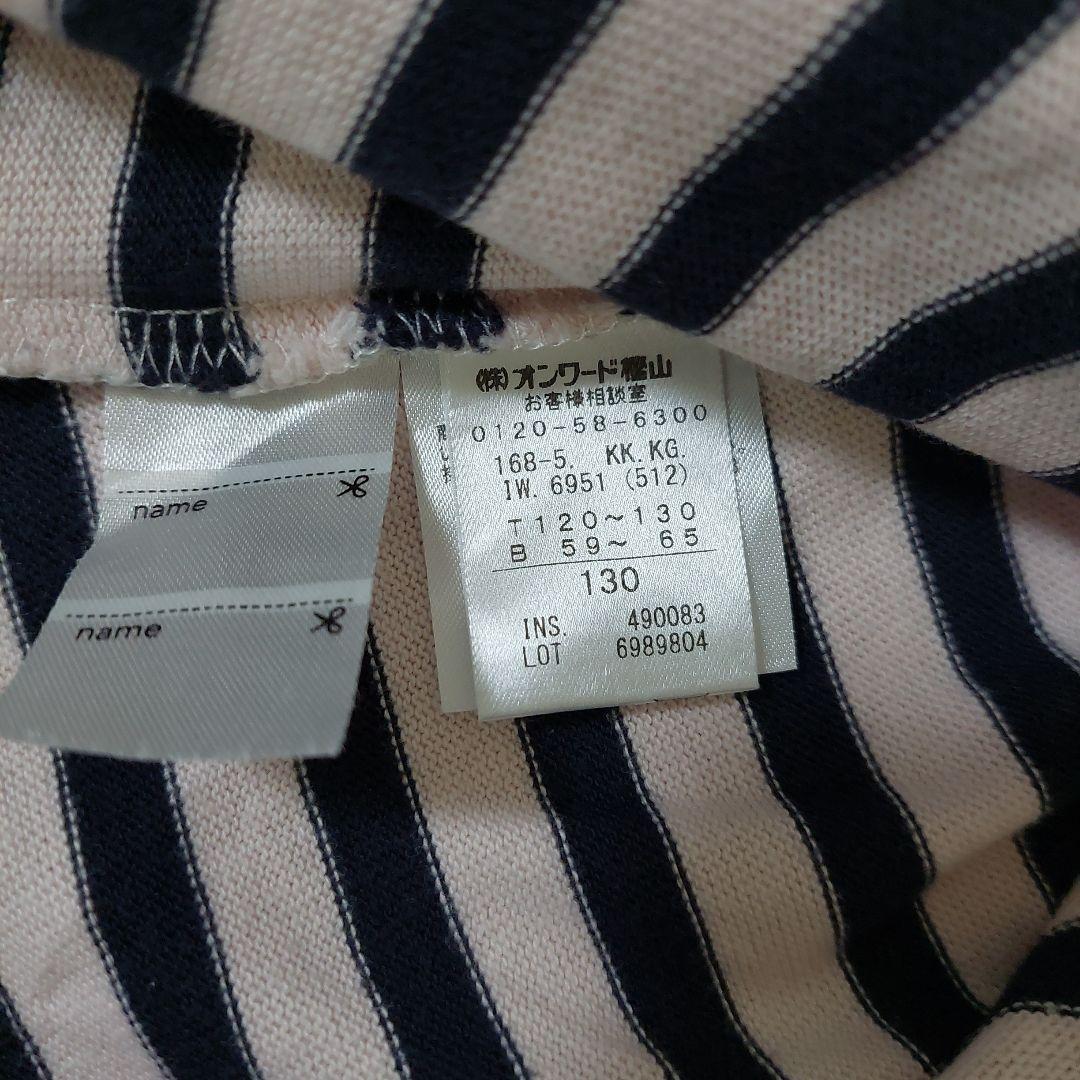 (株)オンワード樫山
お客様相談室
0120-58-6300
168-5. KK.KG.
IW. 6951 (512)
T 120〜130
B 59〜 65
130
INS. 490083
LOT 6989804
name
name